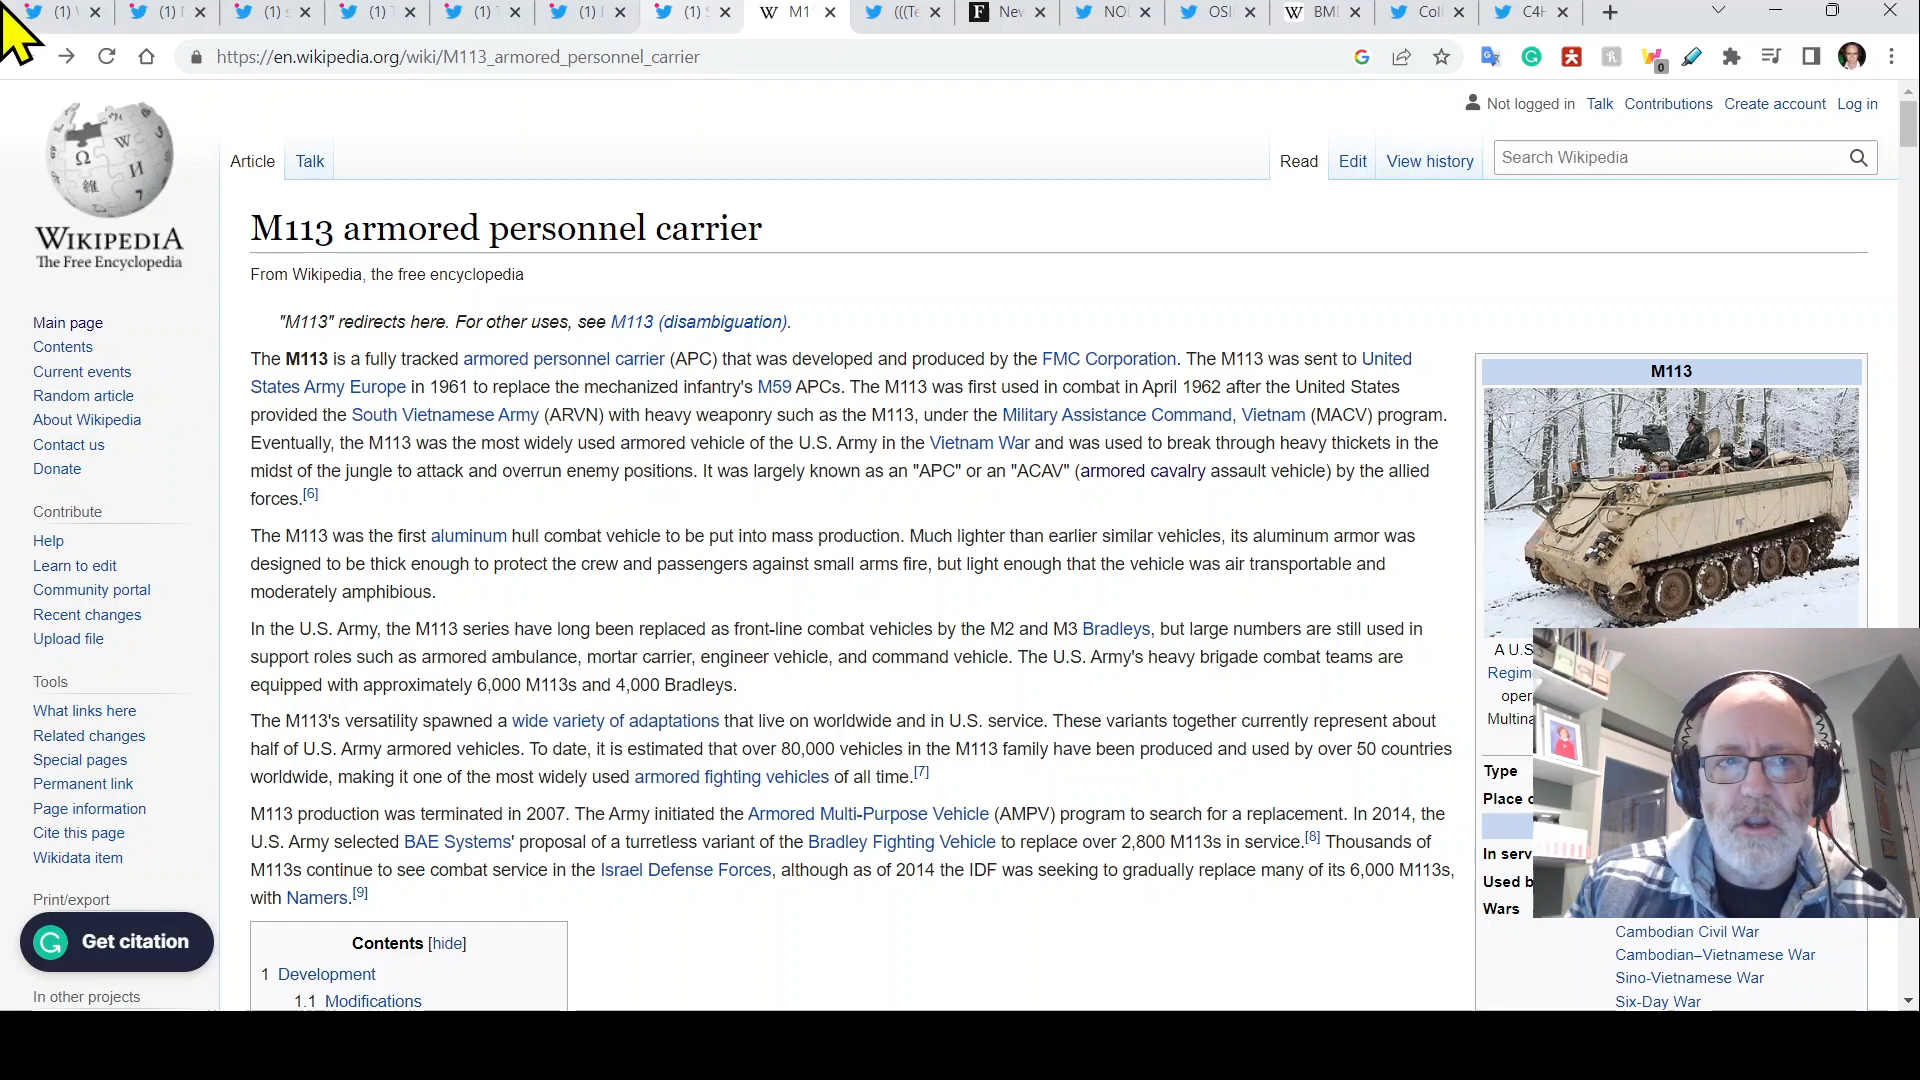 (1) \
(1) N
(1) s
(1) T
(1) T
(1)
(1) S
W M1
(((Te
F Nev
NO
OSI
W BM
Coll
C4H
https://en.wikipedia.org/wiki/M113_armored_personnel_carrier
0
Not logged in Talk Contributions Create account Log in
Article Talk
Read Edit View history
Search Wikipedia
WIKIPEDIA
The Free Encyclopedia
Main page
Contents
Current events
Random article
About Wikipedia
Contact us
Donate
Contribute
Help
Learn to edit
Community portal
Recent changes
Upload file
Tools
What links here
Related changes
Special pages
Permanent link
Page information
Cite this page
Wikidata item
Print/export
Get citation
In other projects
M113 armored personnel carrier
From Wikipedia, the free encyclopedia
"M113" redirects here. For other uses, see M113 (disambiguation).
The M113 is a fully tracked armored personnel carrier (APC) that was developed and produced by the FMC Corporation. The M113 was sent to United
States Army Europe in 1961 to replace the mechanized infantry's M59 APCs. The M113 was first used in combat in April 1962 after the United States
provided the South Vietnamese Army (ARVN) with heavy weaponry such as the M113, under the Military Assistance Command, Vietnam (MACV) program.
Eventually, the M113 was the most widely used armored vehicle of the U.S. Army in the Vietnam War and was used to break through heavy thickets in the
midst of the jungle to attack and overrun enemy positions. It was largely known as an "APC" or an "ACAV" (armored cavalry assault vehicle) by the allied
forces.[6]
The M113 was the first aluminum hull combat vehicle to be put into mass production. Much lighter than earlier similar vehicles, its aluminum armor was
designed to be thick enough to protect the crew and passengers against small arms fire, but light enough that the vehicle was air transportable and
moderately amphibious.
In the U.S. Army, the M113 series have long been replaced as front-line combat vehicles by the M2 and M3 Bradleys, but large numbers are still used in
support roles such as armored ambulance, mortar carrier, engineer vehicle, and command vehicle. The U.S. Army's heavy brigade combat teams are
equipped with approximately 6,000 M113s and 4,000 Bradleys.
The M113's versatility spawned a wide variety of adaptations that live on worldwide and in U.S. service. These variants together currently represent about
half of U.S. Army armored vehicles. To date, it is estimated that over 80,000 vehicles in the M113 family have been produced and used by over 50 countries
worldwide, making it one of the most widely used armored fighting vehicles of all time.[7]
M113 production was terminated in 2007. The Army initiated the Armored Multi-Purpose Vehicle (AMPV) program to search for a replacement. In 2014, the
U.S. Army selected BAE Systems' proposal of a turretless variant of the Bradley Fighting Vehicle to replace over 2,800 M113s in service.[8] Thousands of
M113s continue to see combat service in the Israel Defense Forces, although as of 2014 the IDF was seeking to gradually replace many of its 6,000 M113s,
with Namers.[9]
Contents [hide]
1 Development
1.1 Modifications
M113
A U.S
Regim
oper
Multina
Type
Place o
In serv
Used b
Wars
Cambodian Civil War
Cambodian–Vietnamese War
Sino-Vietnamese War
Six-Day War